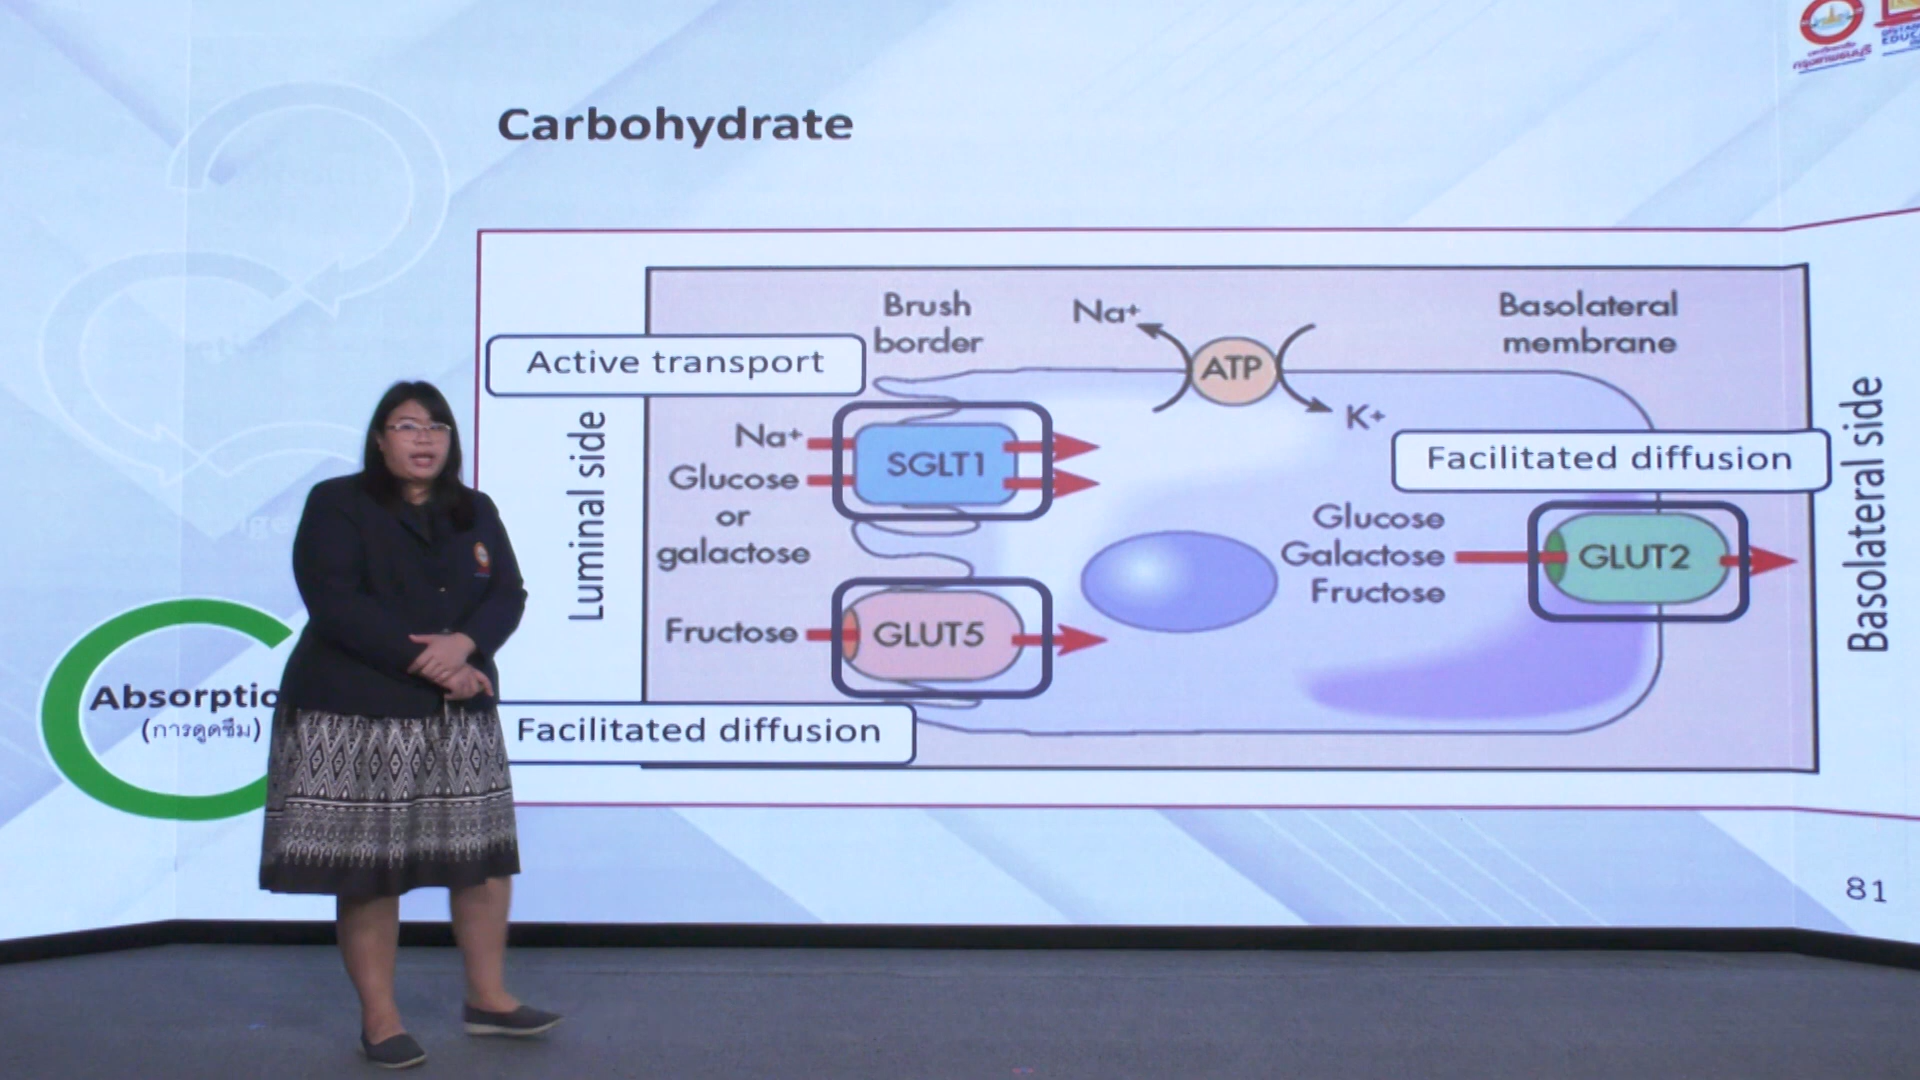 Carbohydrate
Brush
border
Na+
ATP
K+
Basolateral
membrane
Active transport
Luminal side
Na+
Glucose
or
galactose
SGLT1
Facilitated diffusion
Glucose
Galactose
Fructose
GLUT2
Basolateral side
Fructose
GLUT5
Facilitated diffusion
Absorptio
(การดูดซึม)
81